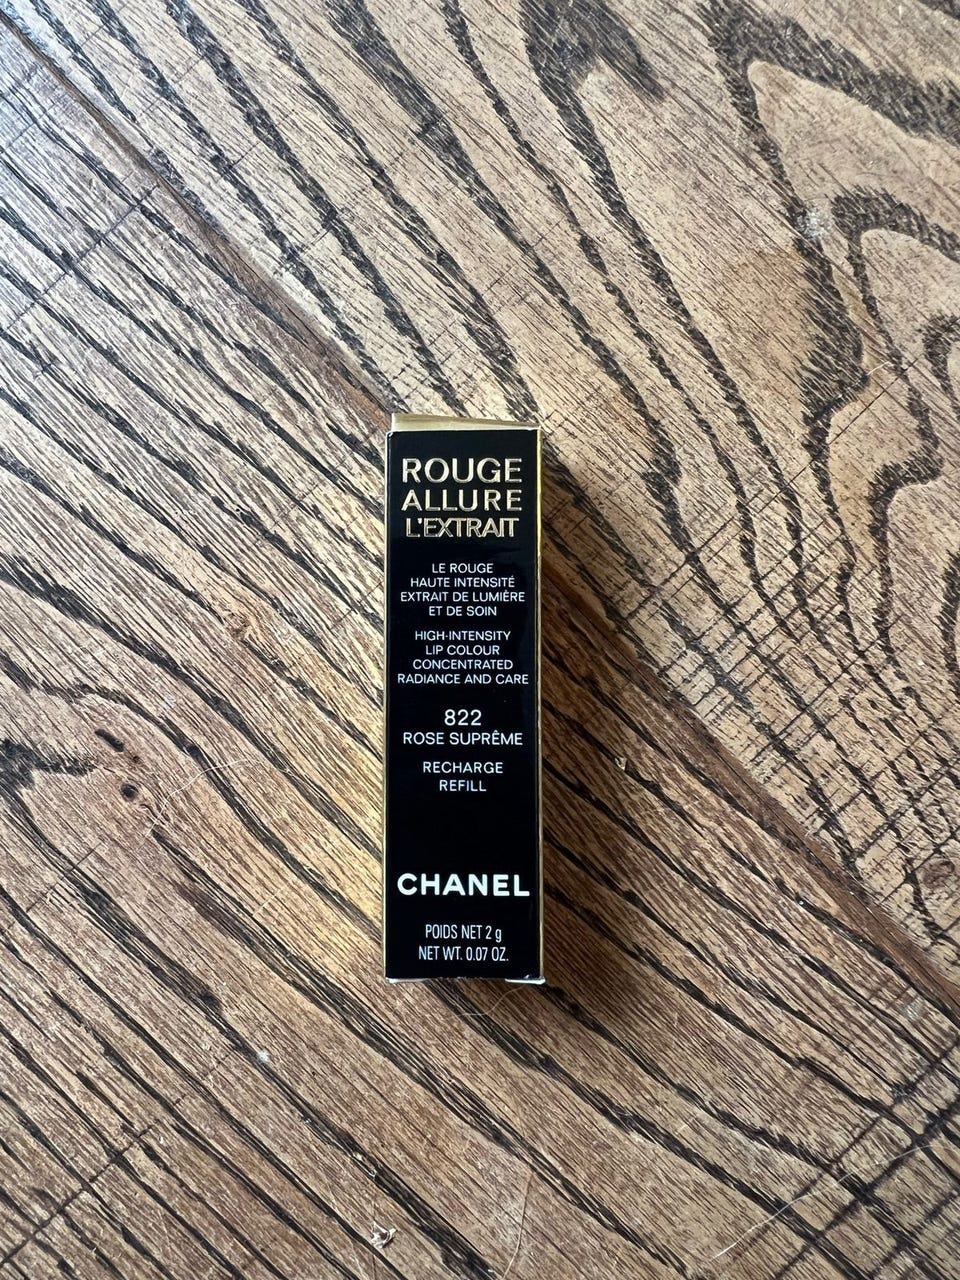 ROUGE
ALLURE
L'EXTRAIT
LE ROUGE
HAUTE INTENSITÉ
EXTRAIT DE LUMIÈRE
ET DE SOIN
HIGH-INTENSITY
LIP COLOUR
CONCENTRATED
RADIANCE AND CARE
822
ROSE SUPRÊME
RECHARGE
REFILL
CHANEL
POIDS NET 2 g
NET WT. 0.07 OZ.